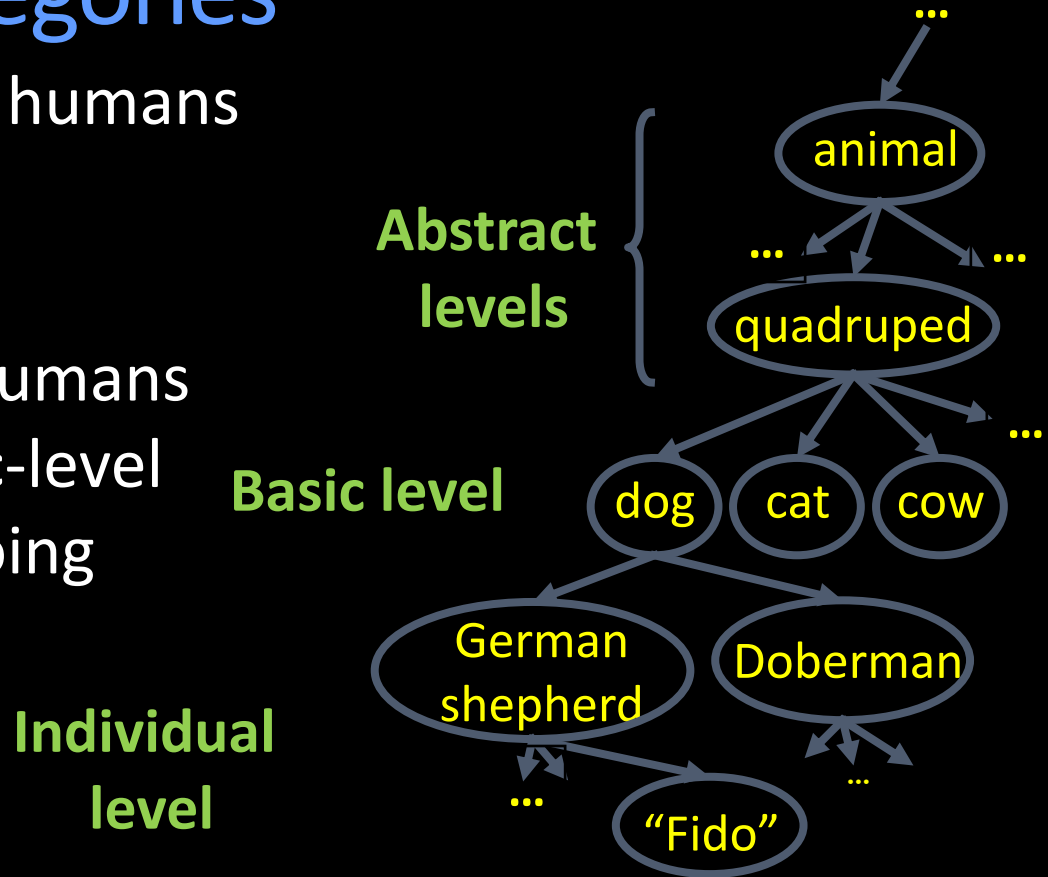 egories
humans
umans
-level
ing
...
animal
Abstract
levels
...
...
quadruped
...
Basic level
dog
cat
cow
German
shepherd
Doberman
Individual
level
...
...
“Fido”